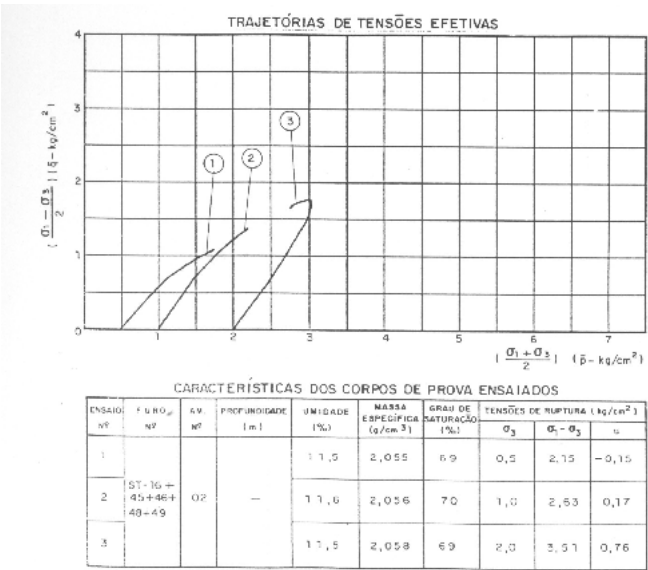 TRAJETÓRIAS DE TENSÕES EFETIVAS
4
3
2
1
0
( σ1 – σ3 / 2 ) ( q̄ – kg/cm² )
1
2
3
1
2
3
4
5
6
7
( σ1 + σ3 / 2 ) ( p̄ – kg/cm² )
CARACTERÍSTICAS DOS CORPOS DE PROVA ENSAIADOS
ENSAIO Nº
FURO Nº
AM. Nº
PROFUNDIDADE (m)
UMIDADE (%)
MASSA ESPECÍFICA (g/cm³)
GRAU DE SATURAÇÃO (%)
TENSÕES DE RUPTURA (kg/cm²)
σ3
σ1 – σ3
u
1
11,5
2,055
69
0,5
2,15
–0,15
ST-16 +
45+46+
48+49
2
02
—
11,6
2,056
70
1,0
2,63
0,17
3
11,5
2,058
69
2,0
3,51
0,76